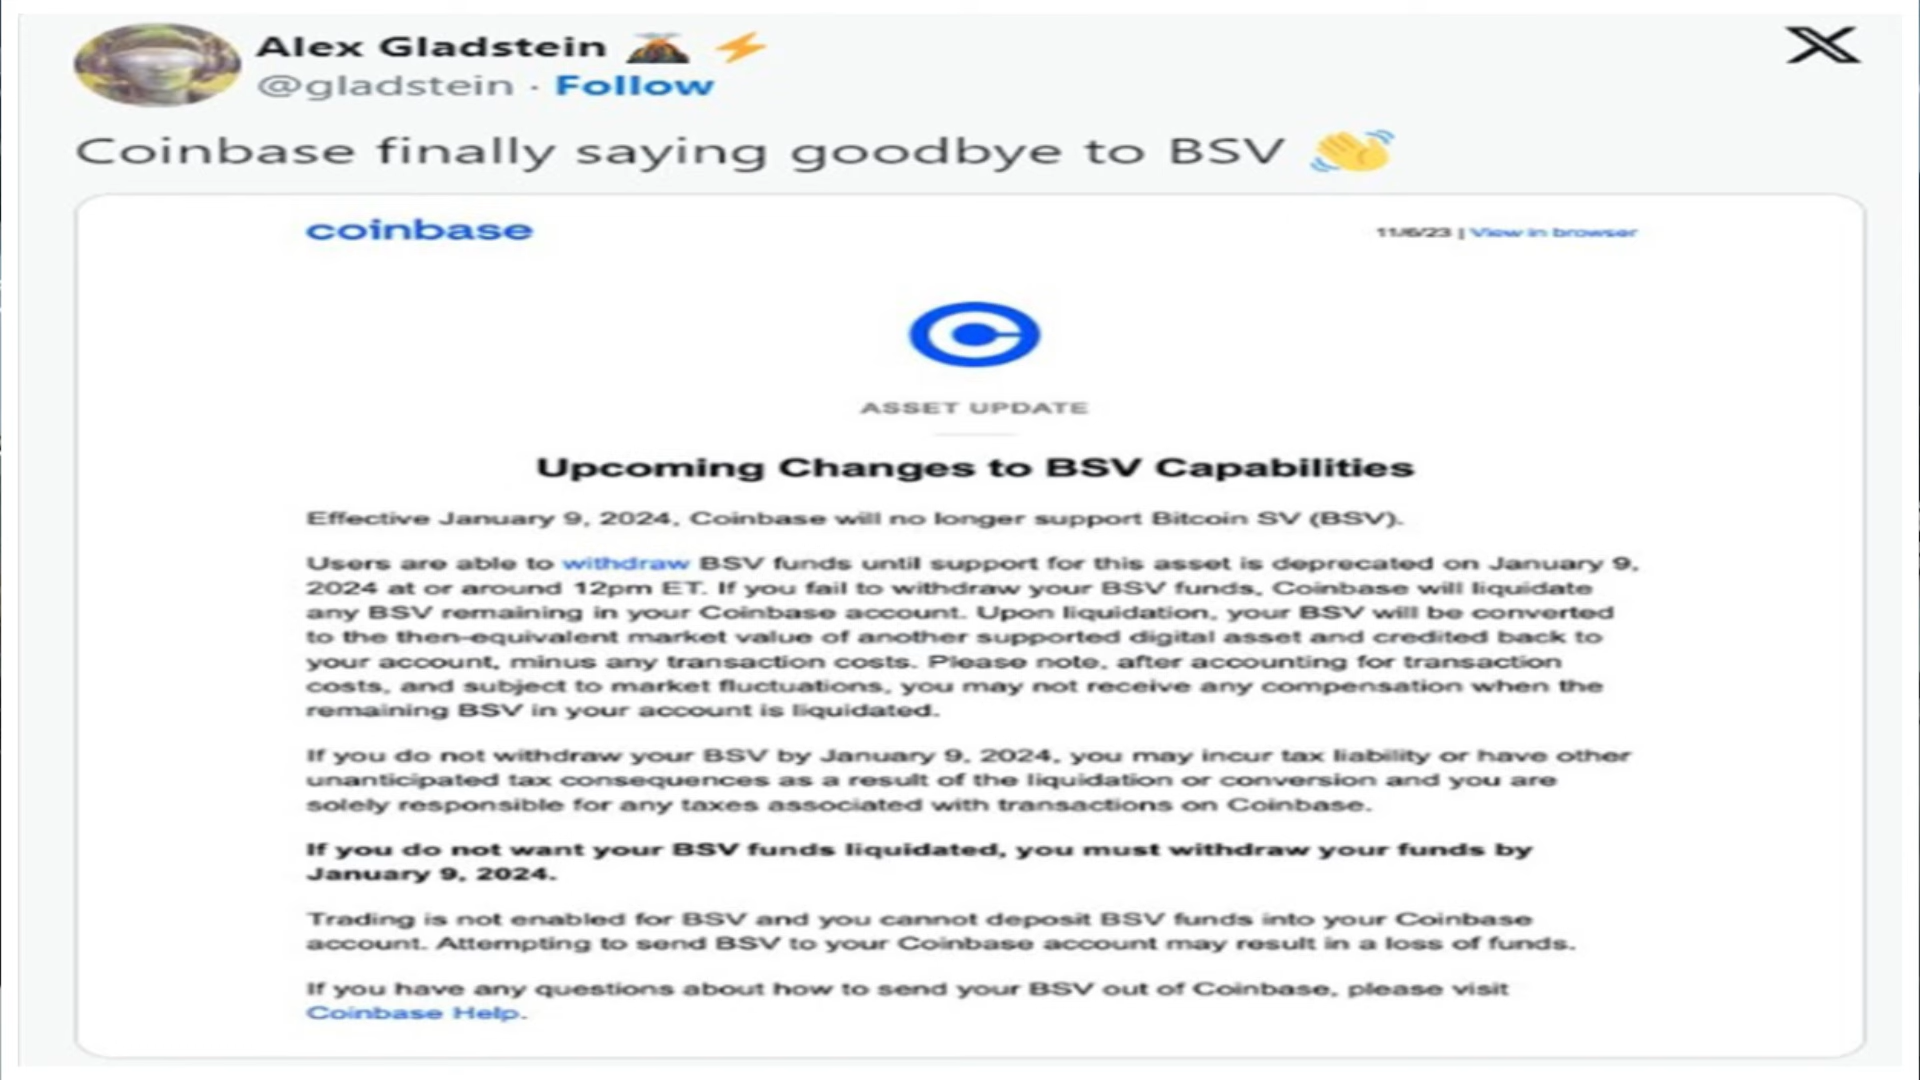 Alex Gladstein 🌋 ⚡
@gladstein · Follow
Coinbase finally saying goodbye to BSV 👋
coinbase
11/6/23 | View in browser
ASSET UPDATE
Upcoming Changes to BSV Capabilities
Effective January 9, 2024, Coinbase will no longer support Bitcoin SV (BSV).
Users are able to withdraw BSV funds until support for this asset is deprecated on January 9,
2024 at or around 12pm ET. If you fail to withdraw your BSV funds, Coinbase will liquidate
any BSV remaining in your Coinbase account. Upon liquidation, your BSV will be converted
to the then-equivalent market value of another supported digital asset and credited back to
your account, minus any transaction costs. Please note, after accounting for transaction
costs, and subject to market fluctuations, you may not receive any compensation when the
remaining BSV in your account is liquidated.
If you do not withdraw your BSV by January 9, 2024, you may incur tax liability or have other
unanticipated tax consequences as a result of the liquidation or conversion and you are
solely responsible for any taxes associated with transactions on Coinbase.
If you do not want your BSV funds liquidated, you must withdraw your funds by
January 9, 2024.
Trading is not enabled for BSV and you cannot deposit BSV funds into your Coinbase
account. Attempting to send BSV to your Coinbase account may result in a loss of funds.
If you have any questions about how to send your BSV out of Coinbase, please visit
Coinbase Help.